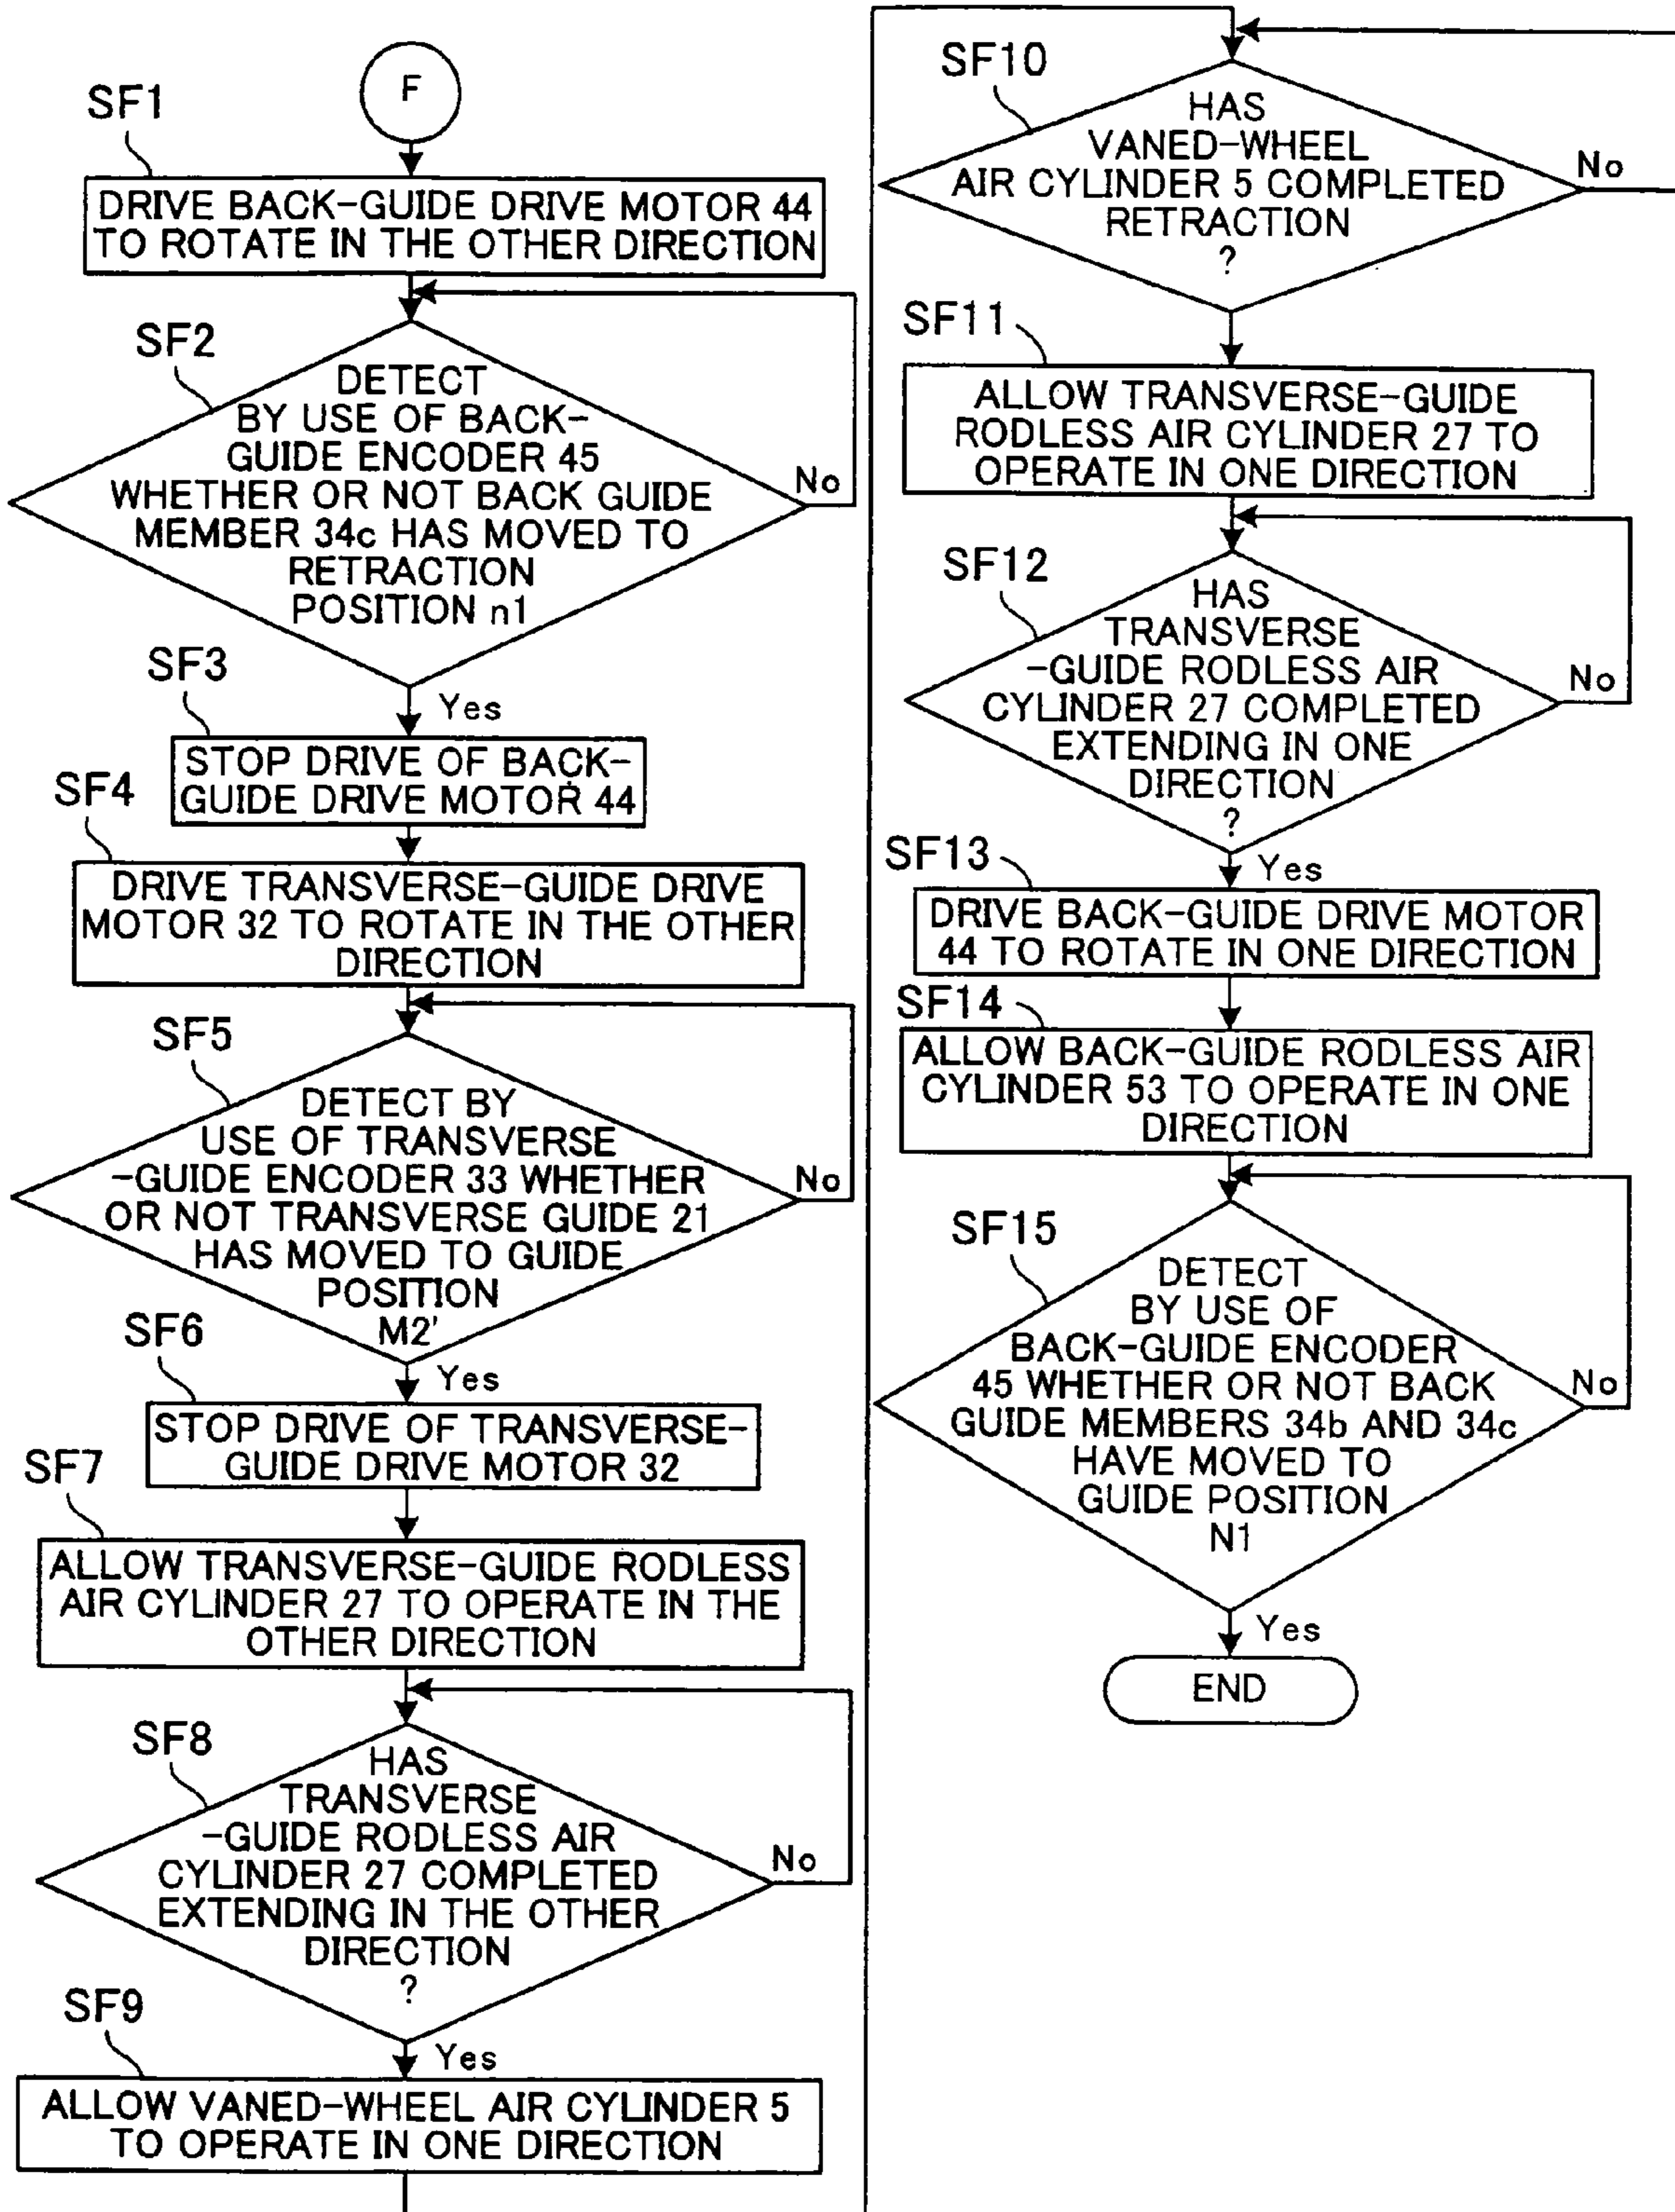 F
SF1
DRIVE BACK-GUIDE DRIVE MOTOR 44
TO ROTATE IN THE OTHER DIRECTION
SF2
DETECT
BY USE OF BACK-
GUIDE ENCODER 45
WHETHER OR NOT BACK GUIDE
MEMBER 34c HAS MOVED TO
RETRACTION
POSITION n1
No
Yes
SF3
STOP DRIVE OF BACK-
GUIDE DRIVE MOTOR 44
SF4
DRIVE TRANSVERSE-GUIDE DRIVE
MOTOR 32 TO ROTATE IN THE OTHER
DIRECTION
SF5
DETECT BY
USE OF TRANSVERSE
-GUIDE ENCODER 33 WHETHER
OR NOT TRANSVERSE GUIDE 21
HAS MOVED TO GUIDE
POSITION
M2'
No
Yes
SF6
STOP DRIVE OF TRANSVERSE-
GUIDE DRIVE MOTOR 32
SF7
ALLOW TRANSVERSE-GUIDE RODLESS
AIR CYLINDER 27 TO OPERATE IN THE
OTHER DIRECTION
SF8
HAS
TRANSVERSE
-GUIDE RODLESS AIR
CYLINDER 27 COMPLETED
EXTENDING IN THE OTHER
DIRECTION
?
No
Yes
SF9
ALLOW VANED-WHEEL AIR CYLINDER 5
TO OPERATE IN ONE DIRECTION
SF10
HAS
VANED-WHEEL
AIR CYLINDER 5 COMPLETED
RETRACTION
?
No
SF11
ALLOW TRANSVERSE-GUIDE
RODLESS AIR CYLINDER 27 TO
OPERATE IN ONE DIRECTION
SF12
HAS
TRANSVERSE
-GUIDE RODLESS AIR
CYLINDER 27 COMPLETED
EXTENDING IN ONE
DIRECTION
?
No
Yes
SF13
DRIVE BACK-GUIDE DRIVE MOTOR
44 TO ROTATE IN ONE DIRECTION
SF14
ALLOW BACK-GUIDE RODLESS AIR
CYLINDER 53 TO OPERATE IN ONE
DIRECTION
SF15
DETECT
BY USE OF
BACK-GUIDE ENCODER
45 WHETHER OR NOT BACK
GUIDE MEMBERS 34b AND 34c
HAVE MOVED TO
GUIDE POSITION
N1
No
Yes
END